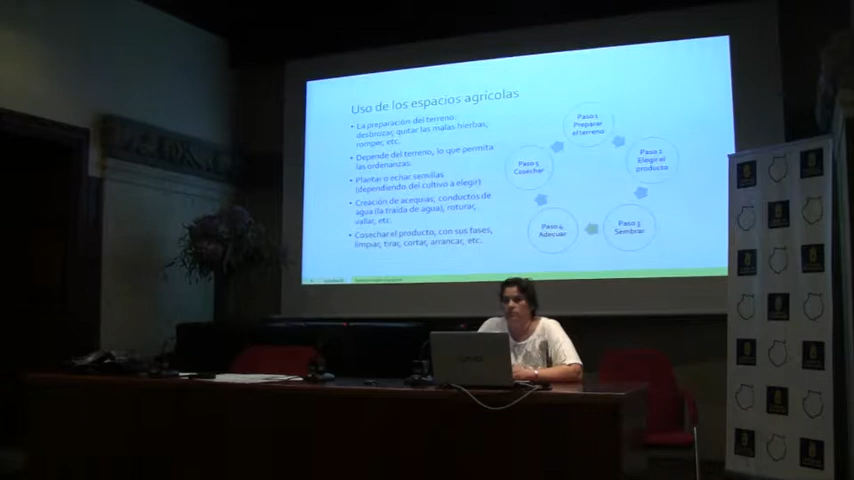 Uso de los espacios agrícolas
• La preparación del terreno:
desbrozar, quitar las malas hierbas,
romper, etc.
• Depende del terreno, lo que permita
las ordenanzas.
• Plantar o echar semillas
(dependiendo del cultivo a elegir)
• Creación de acequias, conductos de
agua (la traída de agua), roturar,
vallar, etc.
• Cosechar el producto, con sus fases,
limpiar, tirar, cortar, arrancar, etc.
Paso 1
Preparar
el terreno
Paso 2
Elegir el
producto
Paso 3
Sembrar
Paso 4
Adecuar
Paso 5
Cosechar